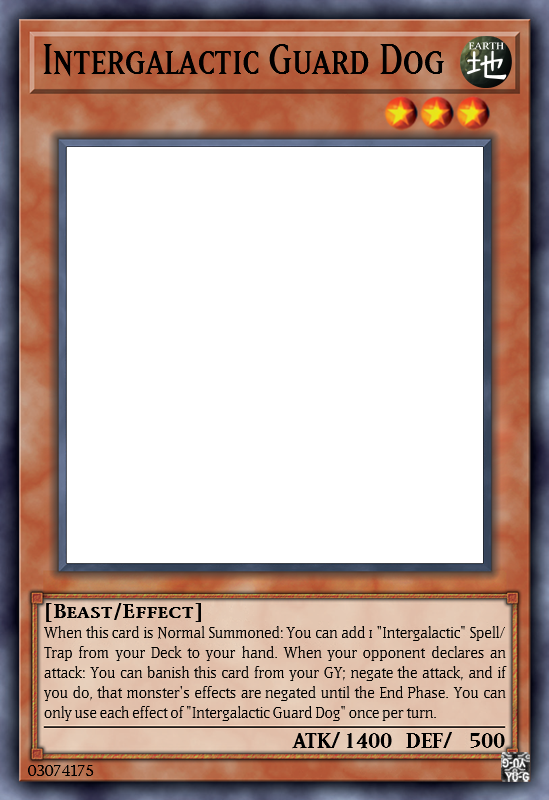 Intergalactic Guard Dog
EARTH
地
[Beast/Effect]
When this card is Normal Summoned: You can add 1 "Intergalactic" Spell/
Trap from your Deck to your hand. When your opponent declares an
attack: You can banish this card from your GY; negate the attack, and if
you do, that monster's effects are negated until the End Phase. You can
only use each effect of "Intergalactic Guard Dog" once per turn.
ATK/ 1400 DEF/ 500
03074175